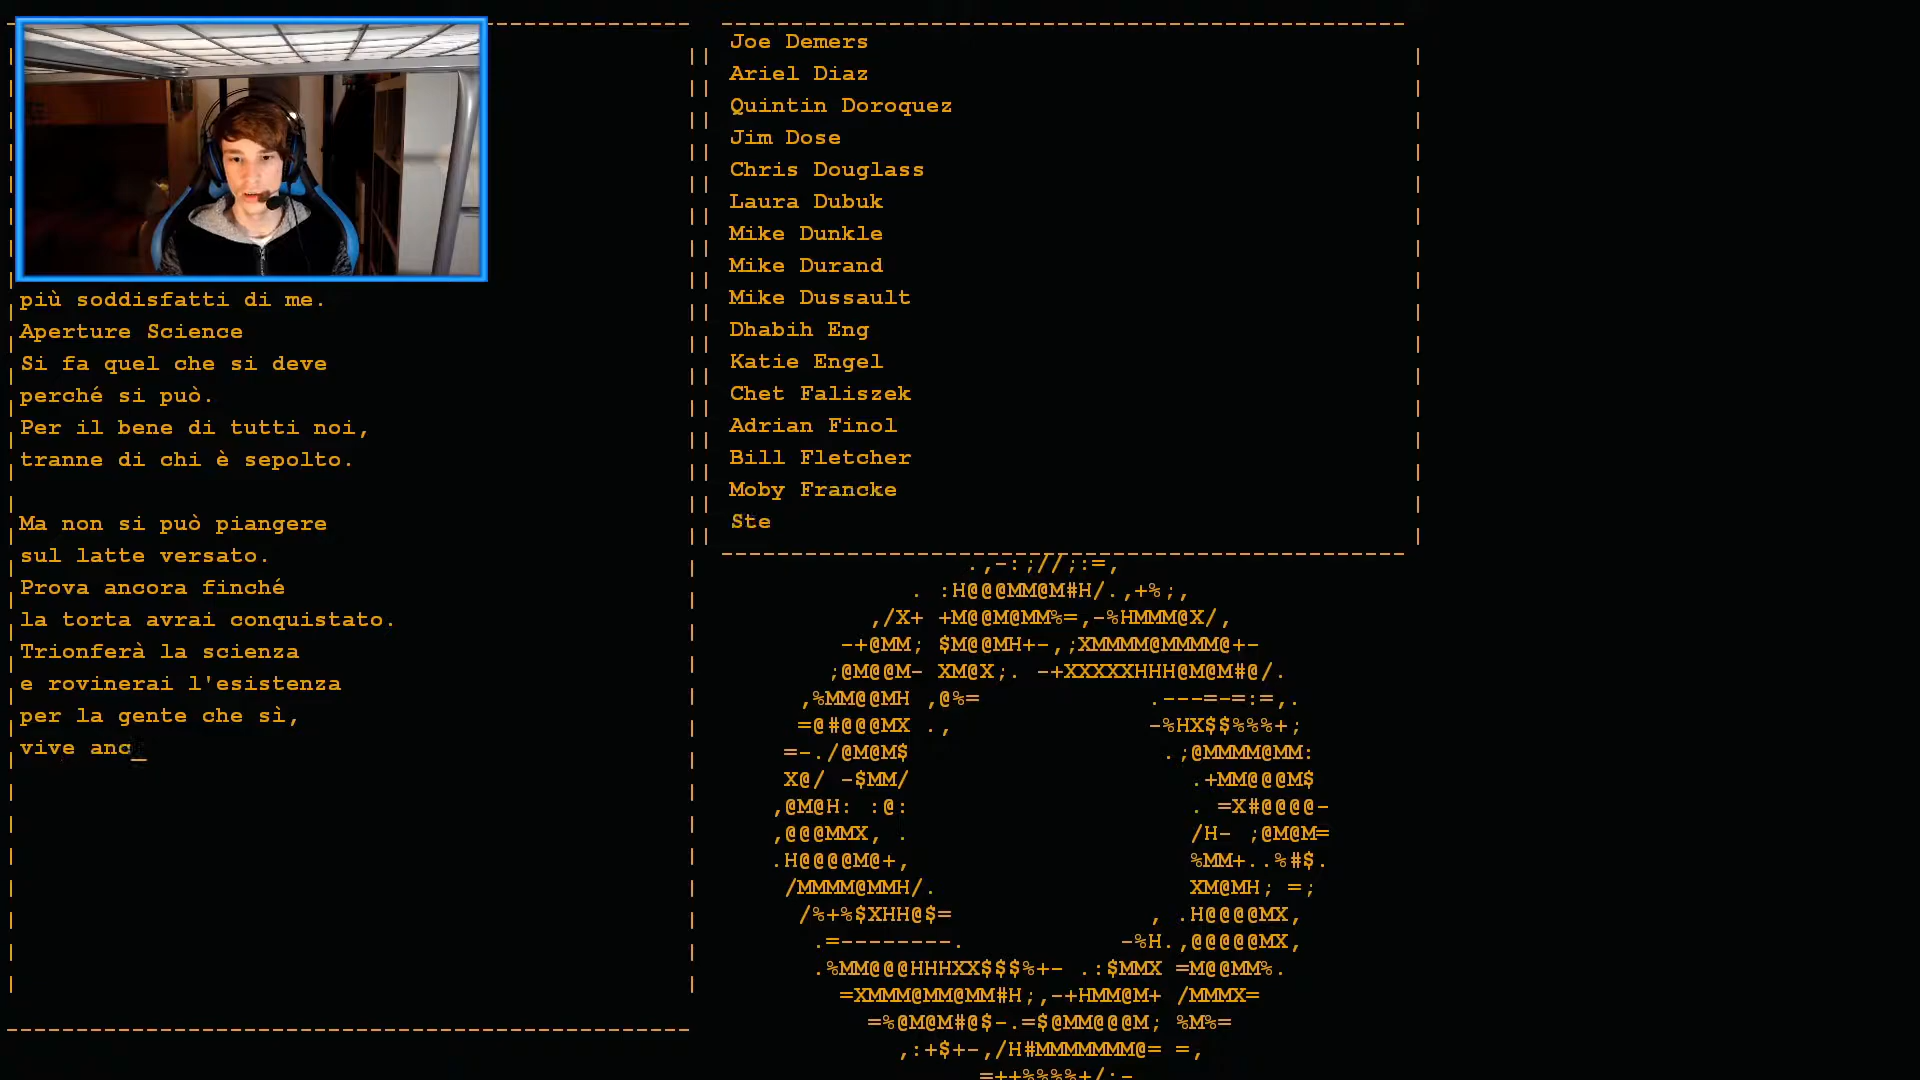 più soddisfatti di me.
Aperture Science
Si fa quel che si deve
perché si può.
Per il bene di tutti noi,
tranne di chi è sepolto.
Ma non si può piangere
sul latte versato.
Prova ancora finché
la torta avrai conquistato.
Trionferà la scienza
e rovinerai l'esistenza
per la gente che sì,
vive anc_
Joe Demers
Ariel Diaz
Quintin Doroquez
Jim Dose
Chris Douglass
Laura Dubuk
Mike Dunkle
Mike Durand
Mike Dussault
Dhabih Eng
Katie Engel
Chet Faliszek
Adrian Finol
Bill Fletcher
Moby Francke
Ste